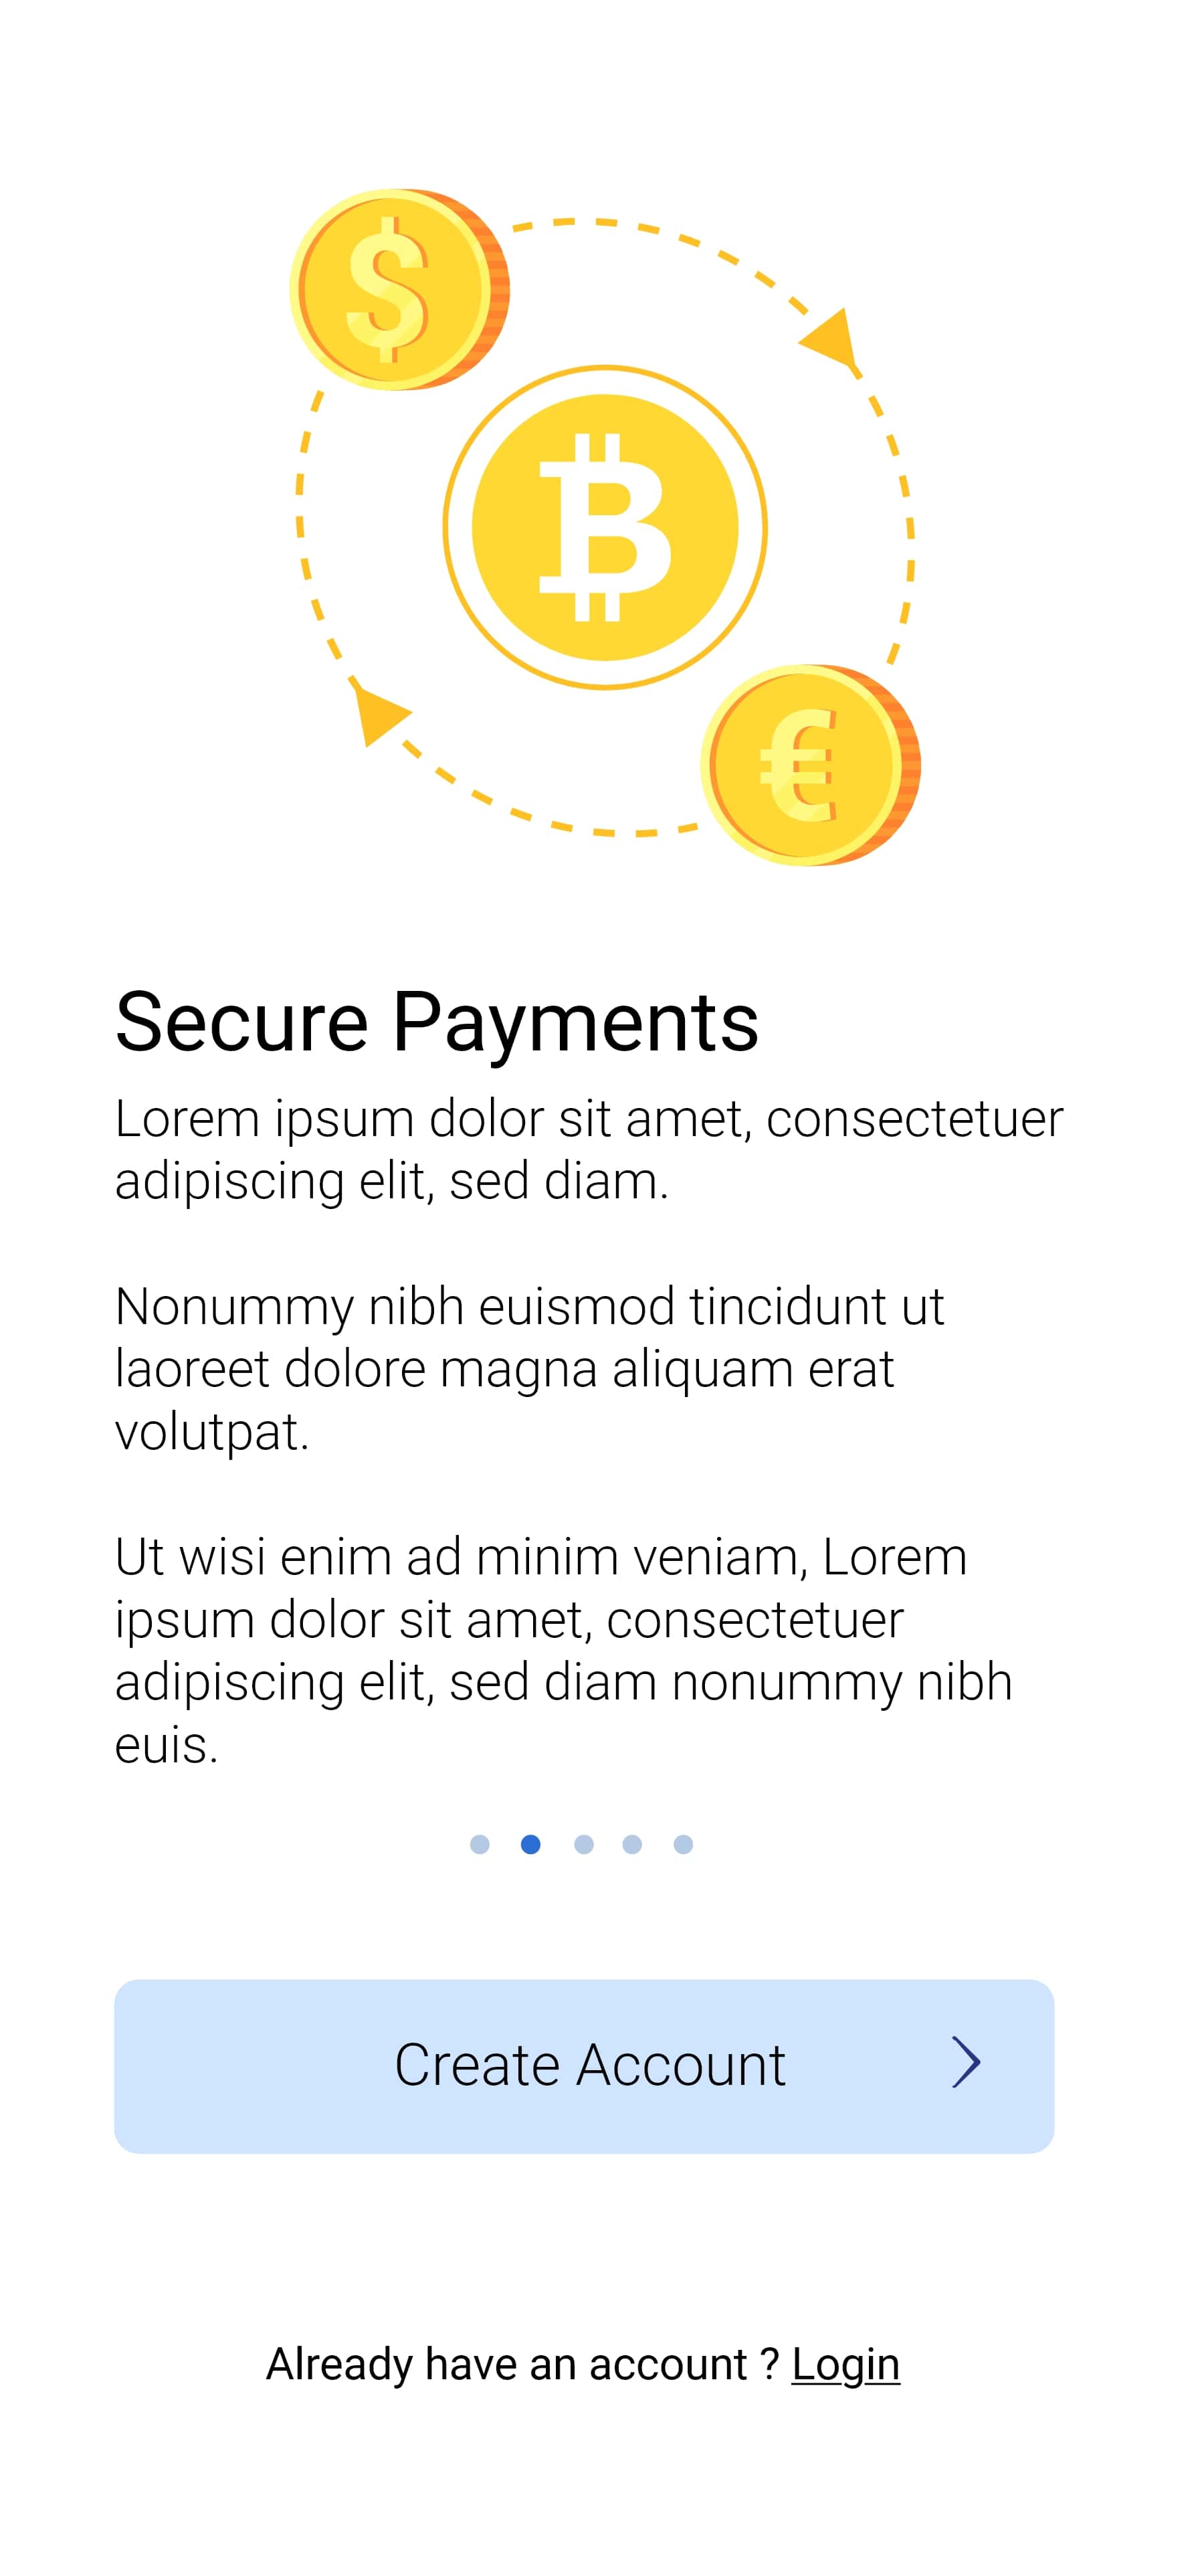 $
₿
€
Secure Payments
Lorem ipsum dolor sit amet, consectetuer
adipiscing elit, sed diam.
Nonummy nibh euismod tincidunt ut
laoreet dolore magna aliquam erat
volutpat.
Ut wisi enim ad minim veniam, Lorem
ipsum dolor sit amet, consectetuer
adipiscing elit, sed diam nonummy nibh
euis.
Create Account
Already have an account ? Login